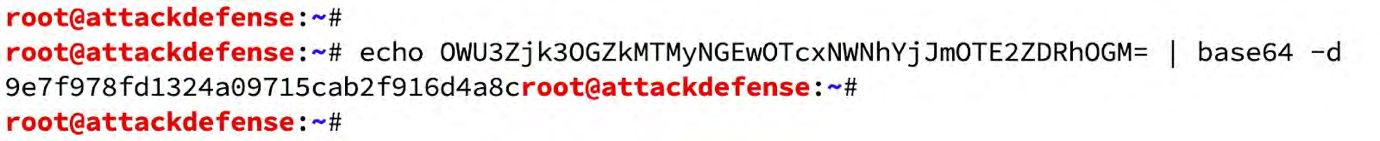 root@attackdefense:~#
root@attackdefense:~# echo OWU3Zjk3OGZkMTMyNGEwOTcxNWNhYjJmOTE2ZDRhOGM= | base64 -d
9e7f978fd1324a09715cab2f916d4a8croot@attackdefense:~#
root@attackdefense:~#